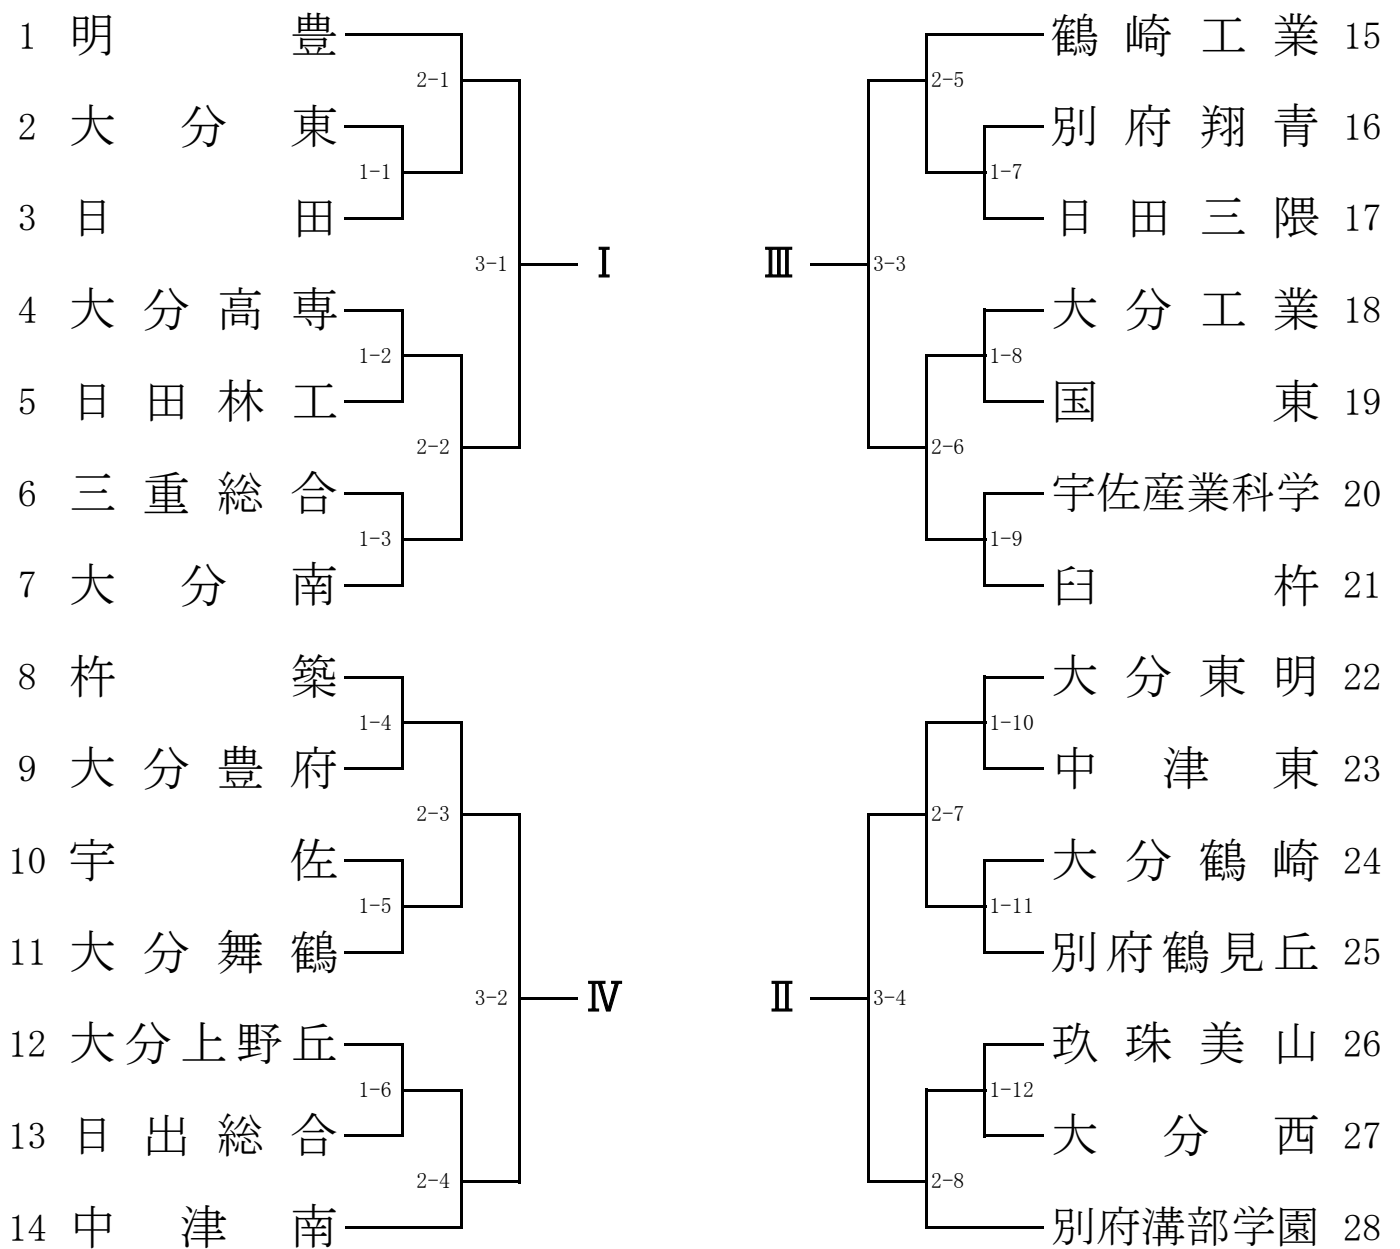 1 明豊
2-1
2 大分東
1-1
3 日田
3-1
Ⅰ
4 大分高専
1-2
5 日田林工
2-2
6 三重総合
1-3
7 大分南
8 杵築
1-4
9 大分豊府
2-3
10 宇佐
1-5
11 大分舞鶴
3-2
Ⅳ
12 大分上野丘
1-6
13 日出総合
2-4
14 中津南
鶴崎工業 15
2-5
別府翔青 16
1-7
日田三隈 17
Ⅲ
3-3
大分工業 18
1-8
国東 19
2-6
宇佐産業科学 20
1-9
臼杵 21
大分東明 22
1-10
中津東 23
2-7
大分鶴崎 24
1-11
別府鶴見丘 25
Ⅱ
3-4
玖珠美山 26
1-12
大分西 27
2-8
別府溝部学園 28